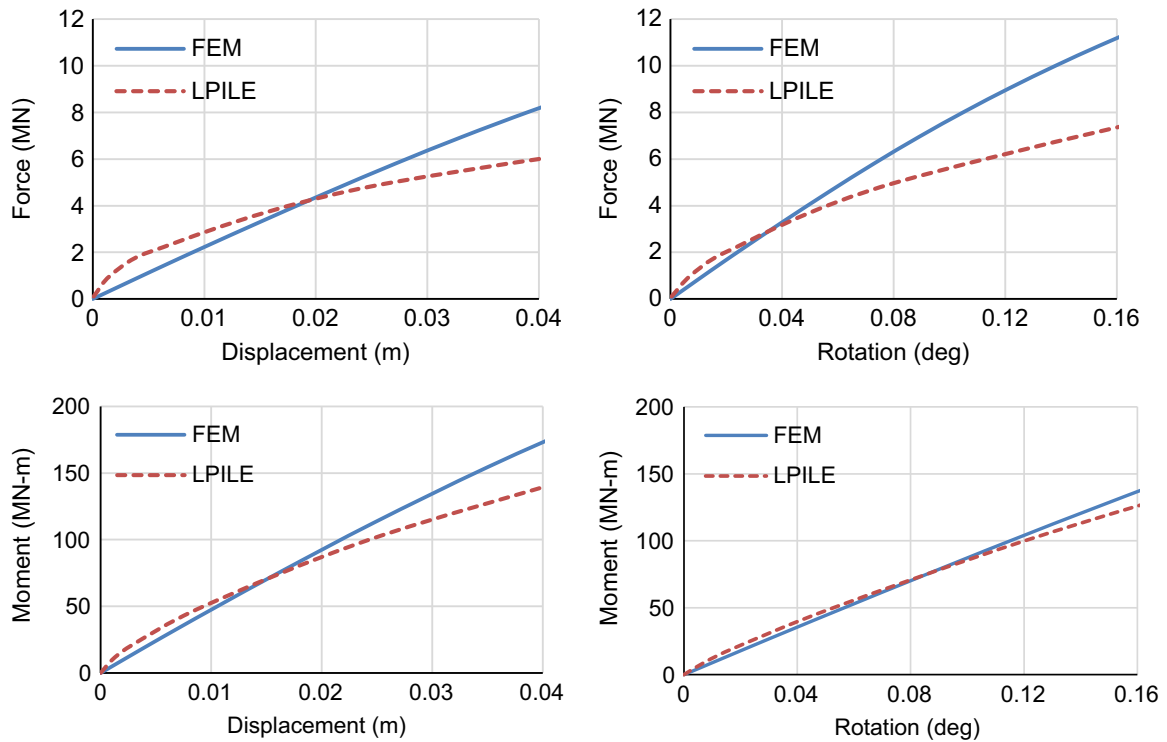 12
10
8
6
4
2
0
Force (MN)
FEM
LPILE
0 0.01 0.02 0.03 0.04
Displacement (m)
12
10
8
6
4
2
0
Force (MN)
FEM
LPILE
0 0.04 0.08 0.12 0.16
Rotation (deg)
200
150
100
50
0
Moment (MN-m)
FEM
LPILE
0 0.01 0.02 0.03 0.04
Displacement (m)
200
150
100
50
0
Moment (MN-m)
FEM
LPILE
0 0.04 0.08 0.12 0.16
Rotation (deg)